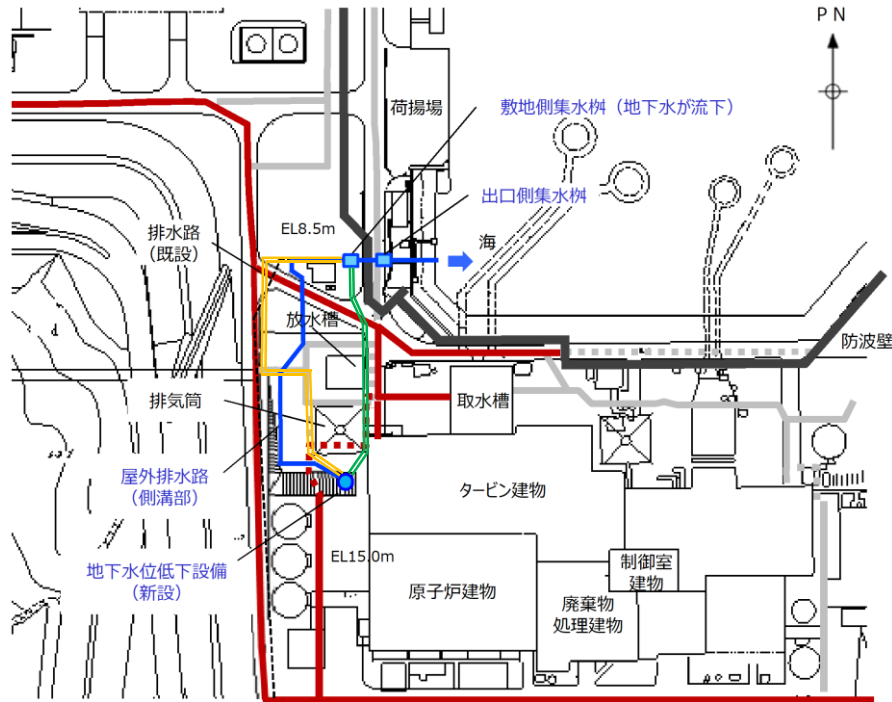 P N
荷揚場
敷地側集水桝（地下水が流下）
出口側集水桝
EL8.5m
排水路
（既設）
海
放水槽
防波壁
排気筒
取水槽
屋外排水路
（側溝部）
タービン建物
EL15.0m
地下水位低下設備
（新設）
制御室
建物
原子炉建物
廃棄物
処理建物